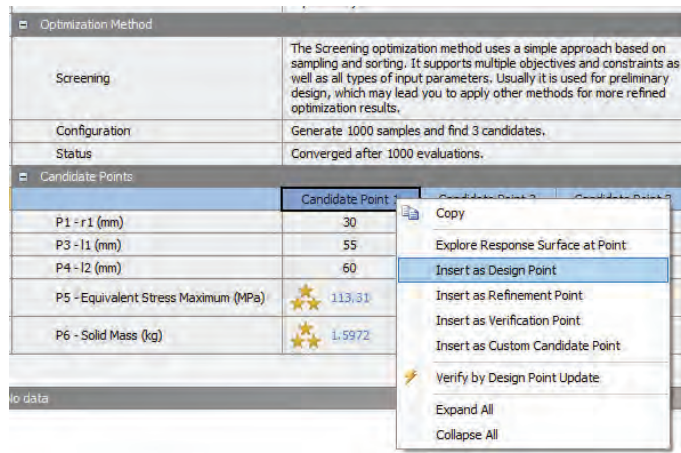 Optimization Method
Screening
The Screening optimization method uses a simple approach based on
sampling and sorting. It supports multiple objectives and constraints as
well as all types of input parameters. Usually it is used for preliminary
design, which may lead you to apply other methods for more refined
optimization results.
Configuration
Generate 1000 samples and find 3 candidates.
Status
Converged after 1000 evaluations.
Candidate Points
Candidate Point 1 Candidate Point 2 Candidate Point 3
P1 - r1 (mm) 30
P3 - l1 (mm) 55
P4 - l2 (mm) 60
P5 - Equivalent Stress Maximum (MPa) 113.31
P6 - Solid Mass (kg) 1.5972
No data
Copy
Explore Response Surface at Point
Insert as Design Point
Insert as Refinement Point
Insert as Verification Point
Insert as Custom Candidate Point
Verify by Design Point Update
Expand All
Collapse All